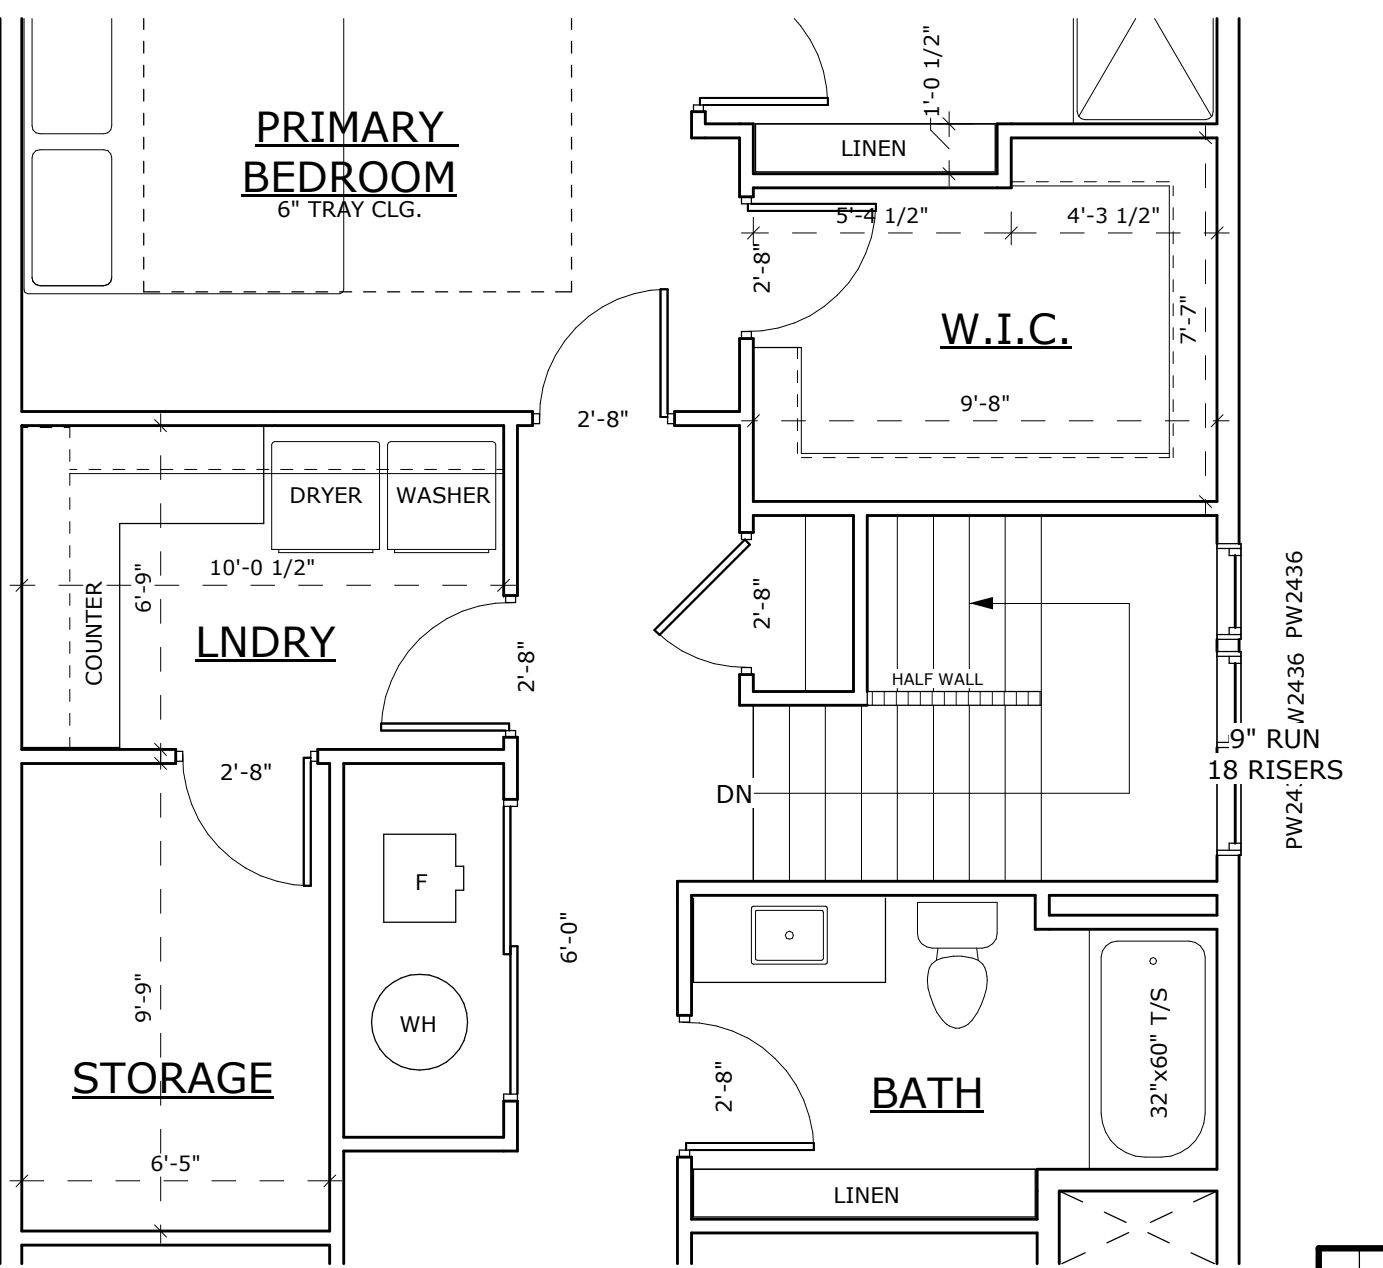 1'-0 1/2"
PRIMARY
BEDROOM
6" TRAY CLG.
LINEN
5'-4 1/2"
4'-3 1/2"
2'-8"
W.I.C.
7'-7"
9'-8"
2'-8"
DRYER
WASHER
10'-0 1/2"
6'-9"
COUNTER
LNDRY
2'-8"
2'-8"
HALF WALL
PW2436
9" RUN
18 RISERS
2'-8"
DN
F
6'-0"
9'-9"
WH
STORAGE
2'-8"
BATH
32"x60" T/S
6'-5"
LINEN